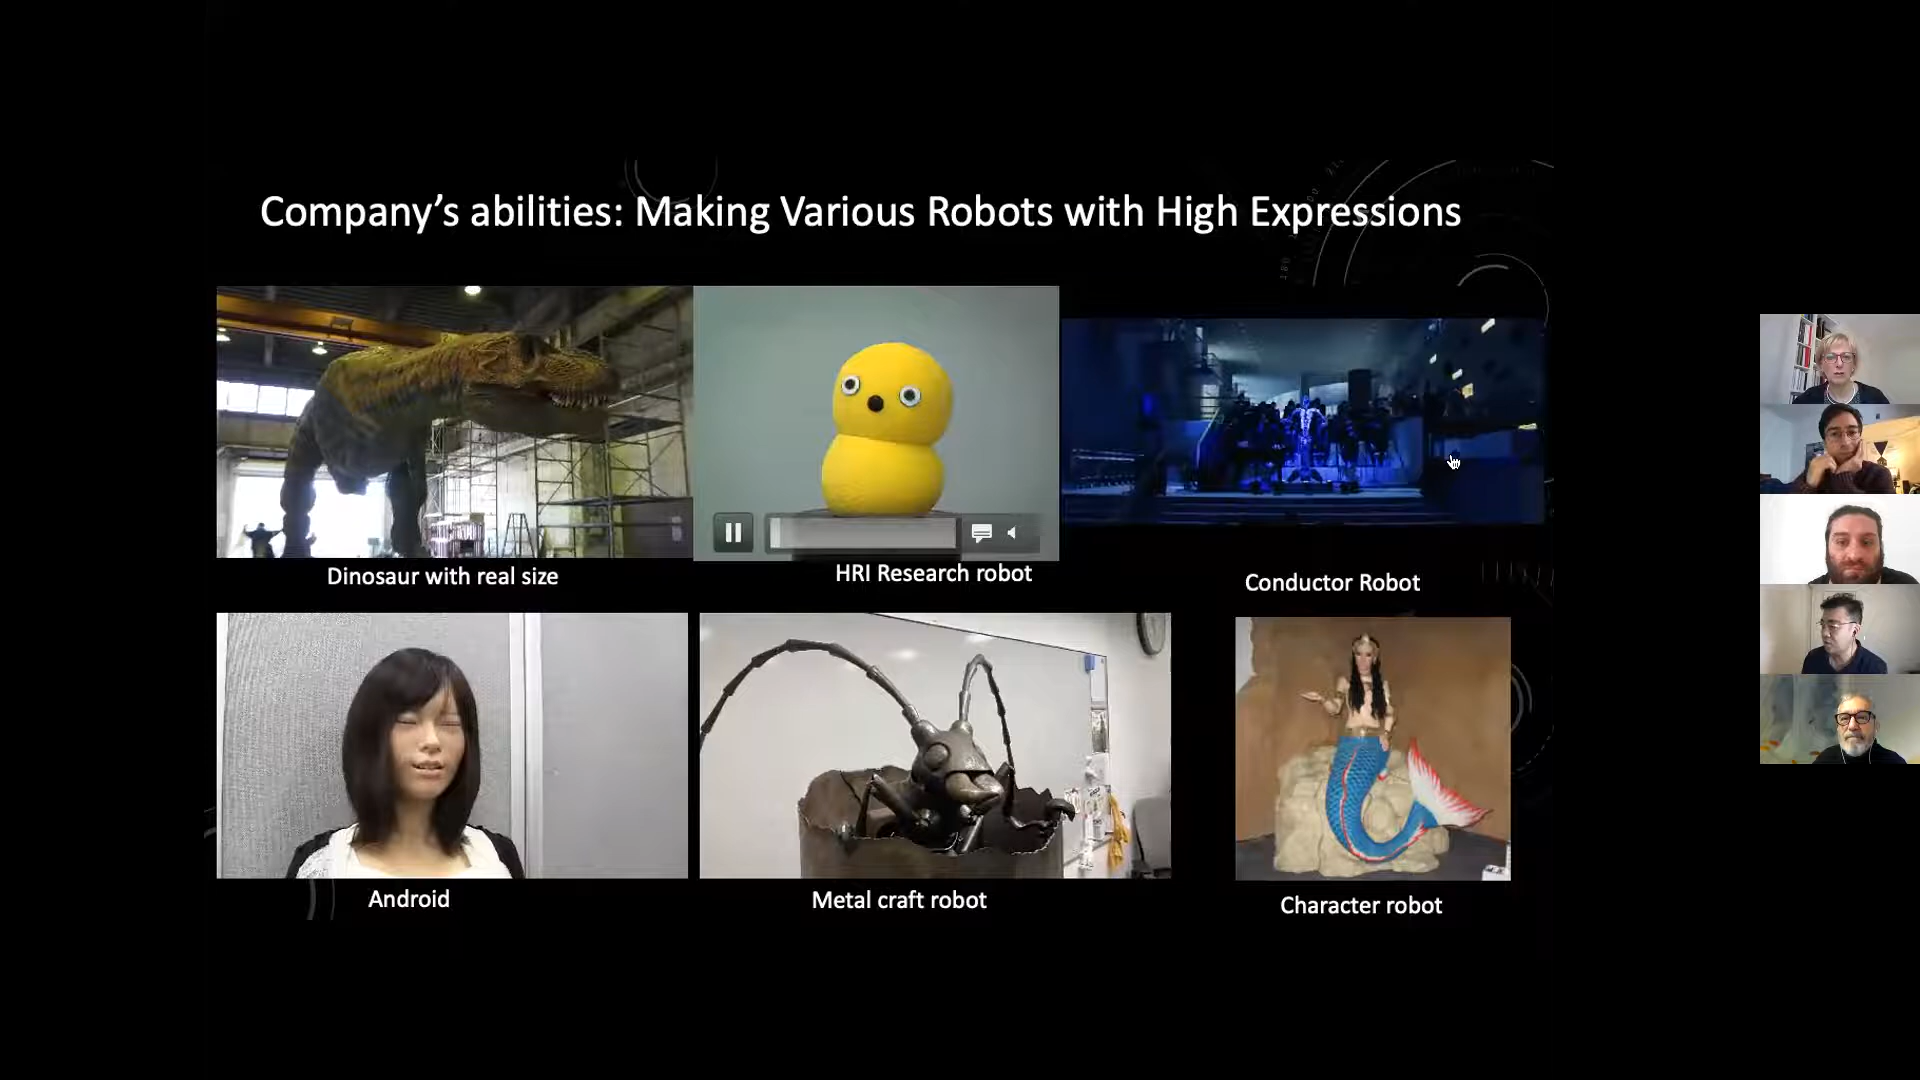 Company's abilities: Making Various Robots with High Expressions
Dinosaur with real size
HRI Research robot
Conductor Robot
Android
Metal craft robot
Character robot